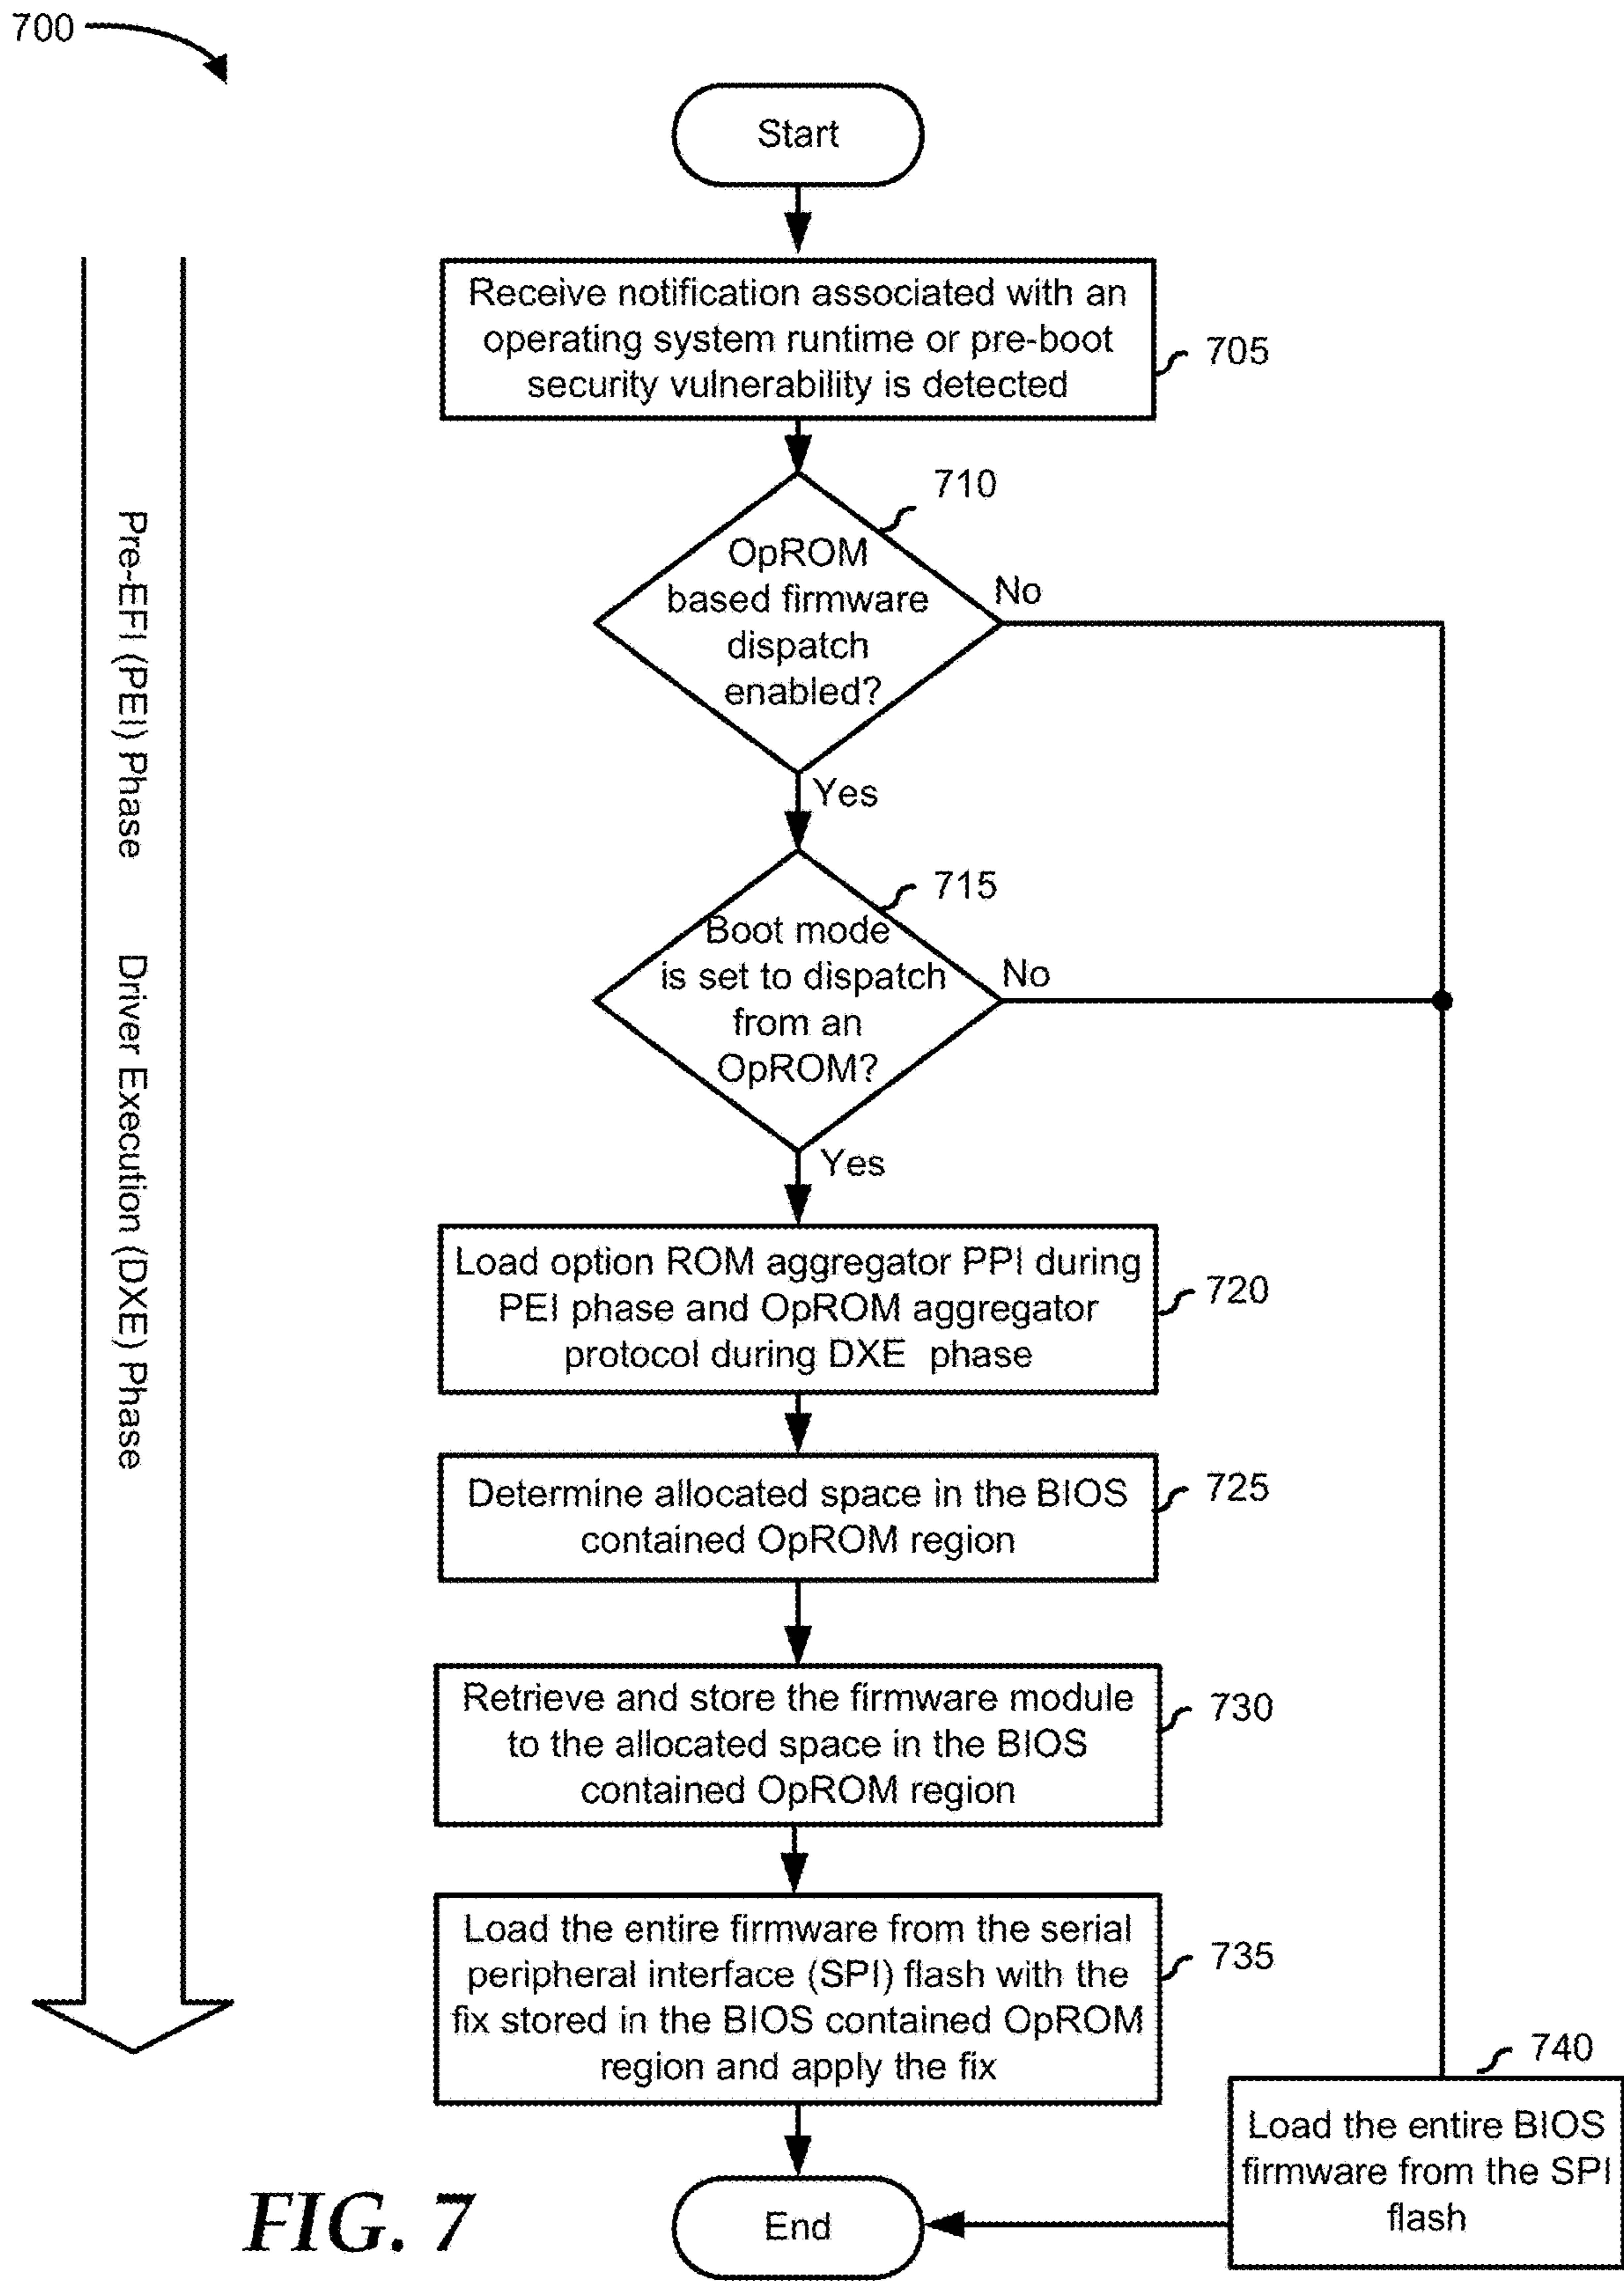 700
Start
Receive notification associated with an
operating system runtime or pre-boot
security vulnerability is detected
705
710
OpROM
based firmware
dispatch
enabled?
No
Yes
715
Boot mode
is set to dispatch
from an
OpROM?
No
Yes
Pre-EFI (PEI) Phase
Driver Execution (DXE) Phase
Load option ROM aggregator PPI during
PEI phase and OpROM aggregator
protocol during DXE phase
720
Determine allocated space in the BIOS
contained OpROM region
725
Retrieve and store the firmware module
to the allocated space in the BIOS
contained OpROM region
730
Load the entire firmware from the serial
peripheral interface (SPI) flash with the
fix stored in the BIOS contained OpROM
region and apply the fix
735
740
Load the entire BIOS
firmware from the SPI
flash
End
FIG. 7